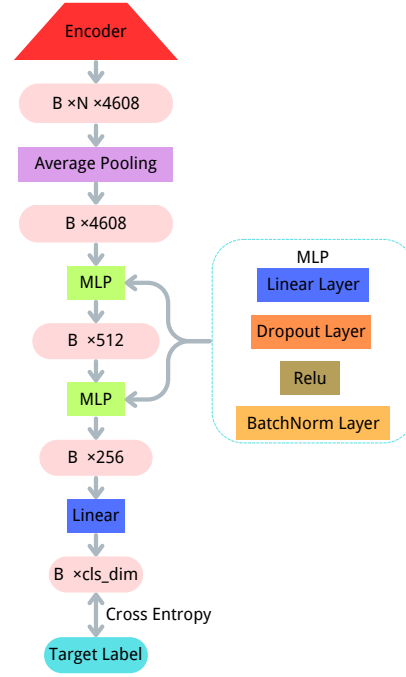 Encoder
B ×N ×4608
Average Pooling
B ×4608
MLP
B ×512
MLP
B ×256
Linear
B ×cls_dim
Cross Entropy
Target Label
MLP
Linear Layer
Dropout Layer
Relu
BatchNorm Layer